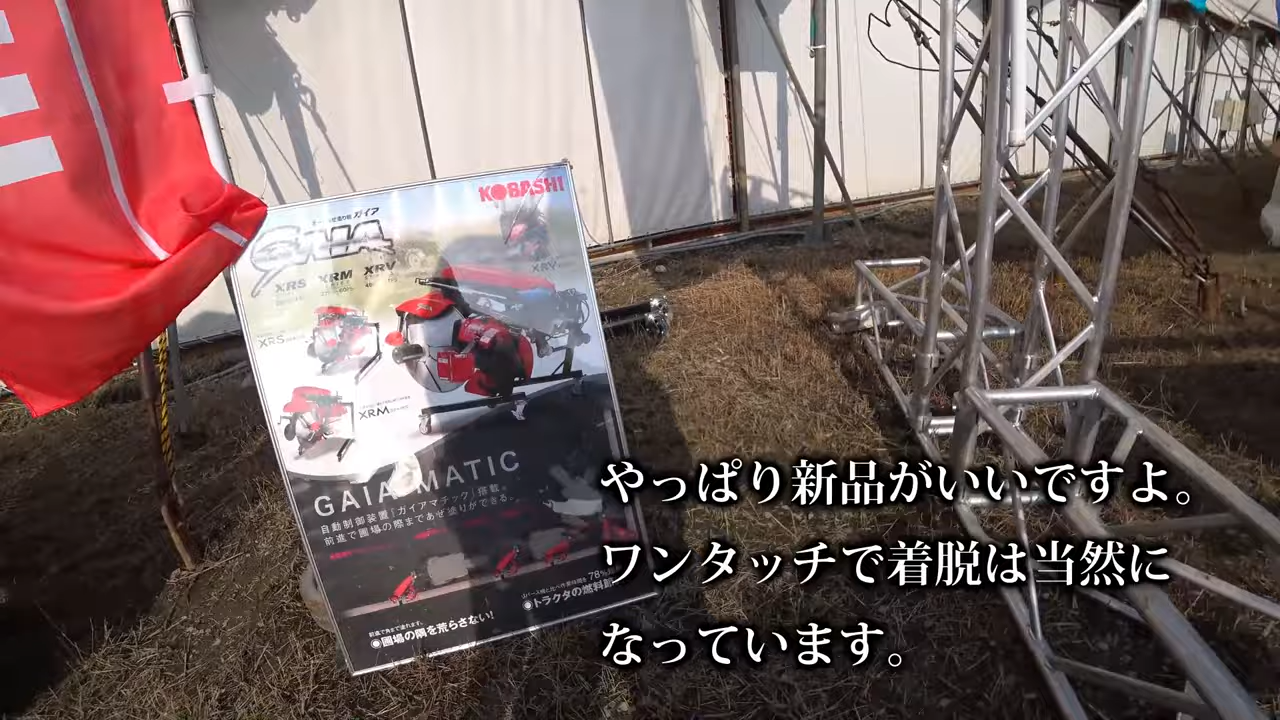 KOBASHI
ガイア
GAIA
XRS XRM XRV
XRV
XRS
XRM
GAIA MATIC
自動制御装置「ガイアマチック」搭載。
前進で圃場の際まであぜ塗りができる。
78%
◉トラクタの燃料
◉圃場の隅を荒らさない!
やっぱり新品がいいですよ。
ワンタッチで着脱は当然に
なっています。